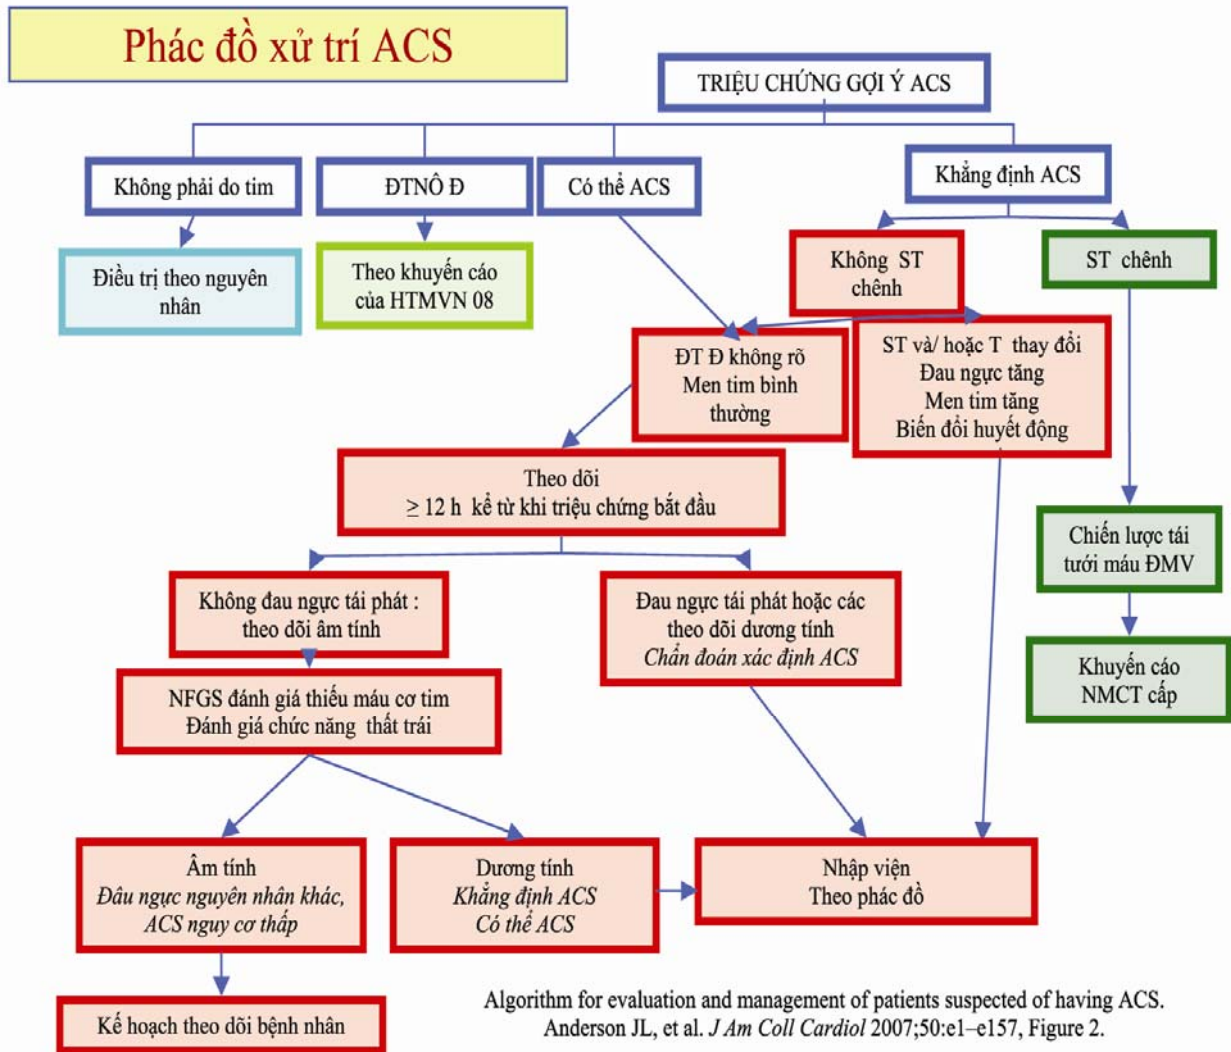 Phác đồ xử trí ACS
TRIỆU CHỨNG GỢI Ý ACS
Không phải do tim
ĐTNÔ Đ
Có thể ACS
Khẳng định ACS
Điều trị theo nguyên
nhân
Theo khuyến cáo
của HTMVN 08
Không ST
chênh
ST chênh
ĐT Đ không rõ
Men tim bình
thường
ST và/ hoặc T thay đổi
Đau ngực tăng
Men tim tăng
Biến đổi huyết động
Theo dõi
≥ 12 h kể từ khi triệu chứng bắt đầu
Chiến lược tái
tưới máu ĐMV
Không đau ngực tái phát :
theo dõi âm tính
Đau ngực tái phát hoặc các
theo dõi dương tính
Chẩn đoán xác định ACS
Khuyến cáo
NMCT cấp
NFGS đánh giá thiếu máu cơ tim
Đánh giá chức năng thất trái
Âm tính
Đâu ngực nguyên nhân khác,
ACS nguy cơ thấp
Dương tính
Khẳng định ACS
Có thể ACS
Nhập viện
Theo phác đồ
Kế hoạch theo dõi bệnh nhân
Algorithm for evaluation and management of patients suspected of having ACS.
Anderson JL, et al. J Am Coll Cardiol 2007;50:e1–e157, Figure 2.